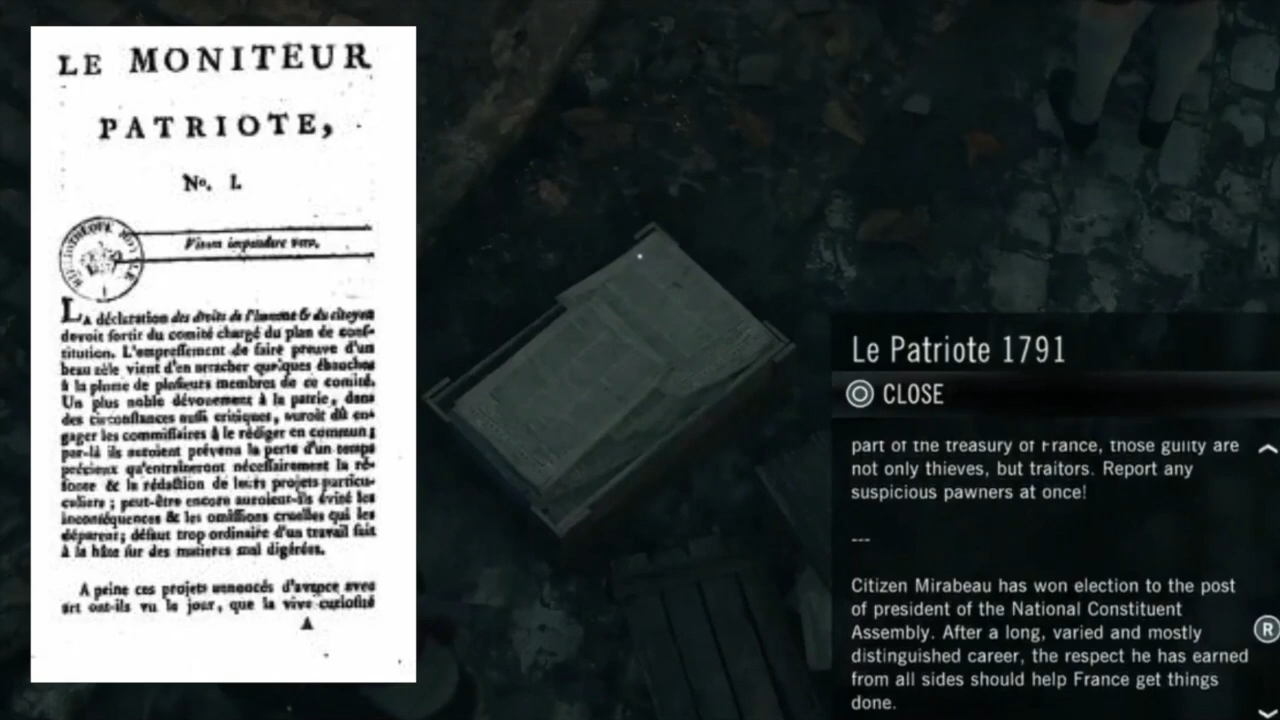 LE MONITEUR
PATRIOTE,
No. I.
Vitam impendere vero.
LA déclaration des droits de l'homme & du citoyen
devoit sortir du comité chargé du plan de cons-
titution. L'empressement de faire preuve d'un
beau zèle vient d'en arracher quelques ébauches
à la plume de plusieurs membres de ce comité.
Un plus noble dévouement à la patrie, dans
des circonstances aussi critiques, auroit dû en-
gager les commissaires à le rédiger en commun ;
par-là ils auroient prévenu la perte d'un temps
précieux qu'entraîneront nécessairement la ré-
fonte & la rédaction de leurs projets particu-
culiers ; peut-être encore auroient-ils évité les
inconséquences & les omissions cruelles qui les
déparent ; défaut trop ordinaire d'un travail fait
à la hâte sur des matieres mal digérées.
A peine ces projets annoncés d'avance avec
art ont-ils vu le jour, que la vive curiosité
A
Le Patriote 1791
CLOSE
part of the treasury of France, those guilty are
not only thieves, but traitors. Report any
suspicious pawners at once!
---
Citizen Mirabeau has won election to the post
of president of the National Constituent
Assembly. After a long, varied and mostly
distinguished career, the respect he has earned
from all sides should help France get things
done.
R